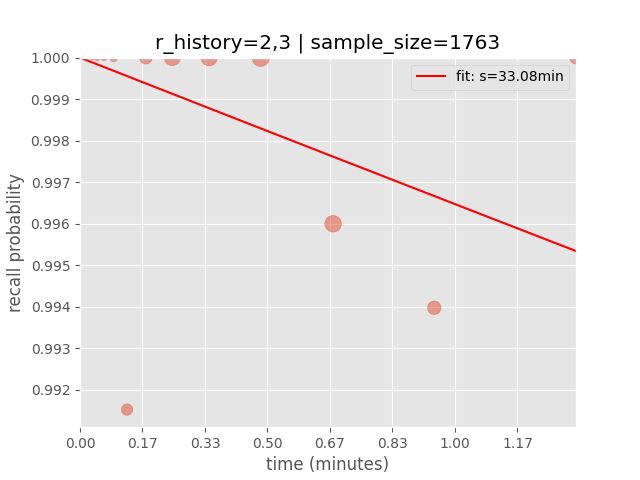 r_history=2,3 | sample_size=1763
1.000
0.999
0.998
0.997
0.996
0.995
0.994
0.993
0.992
recall probability
fit: s=33.08min
0.00 0.17 0.33 0.50 0.67 0.83 1.00 1.17
time (minutes)